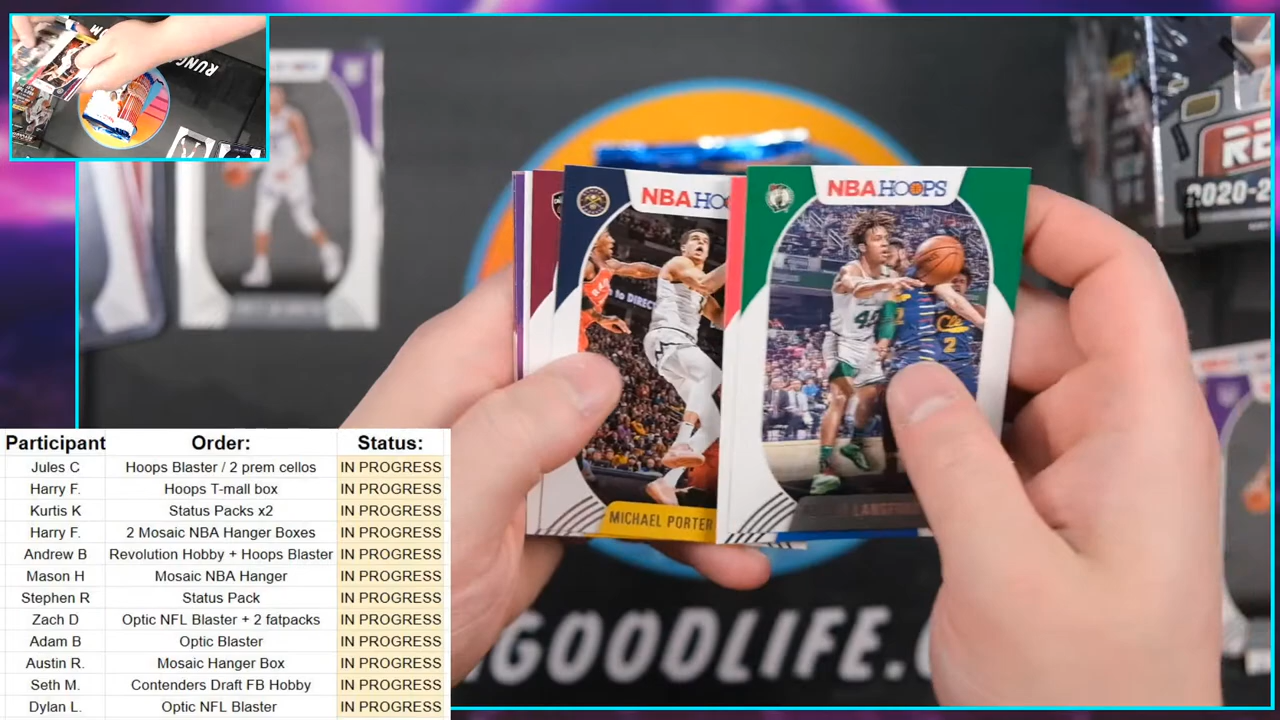 RE
2020-2
NBA HO
NBA HOOPS
45
2
MICHAEL PORTER
GOODLIFE.
Participant Order: Status:
Jules C Hoops Blaster / 2 prem cellos IN PROGRESS
Harry F. Hoops T-mall box IN PROGRESS
Kurtis K Status Packs x2 IN PROGRESS
Harry F. 2 Mosaic NBA Hanger Boxes IN PROGRESS
Andrew B Revolution Hobby + Hoops Blaster IN PROGRESS
Mason H Mosaic NBA Hanger IN PROGRESS
Stephen R Status Pack IN PROGRESS
Zach D Optic NFL Blaster + 2 fatpacks IN PROGRESS
Adam B Optic Blaster IN PROGRESS
Austin R. Mosaic Hanger Box IN PROGRESS
Seth M. Contenders Draft FB Hobby IN PROGRESS
Dylan L. Optic NFL Blaster IN PROGRESS